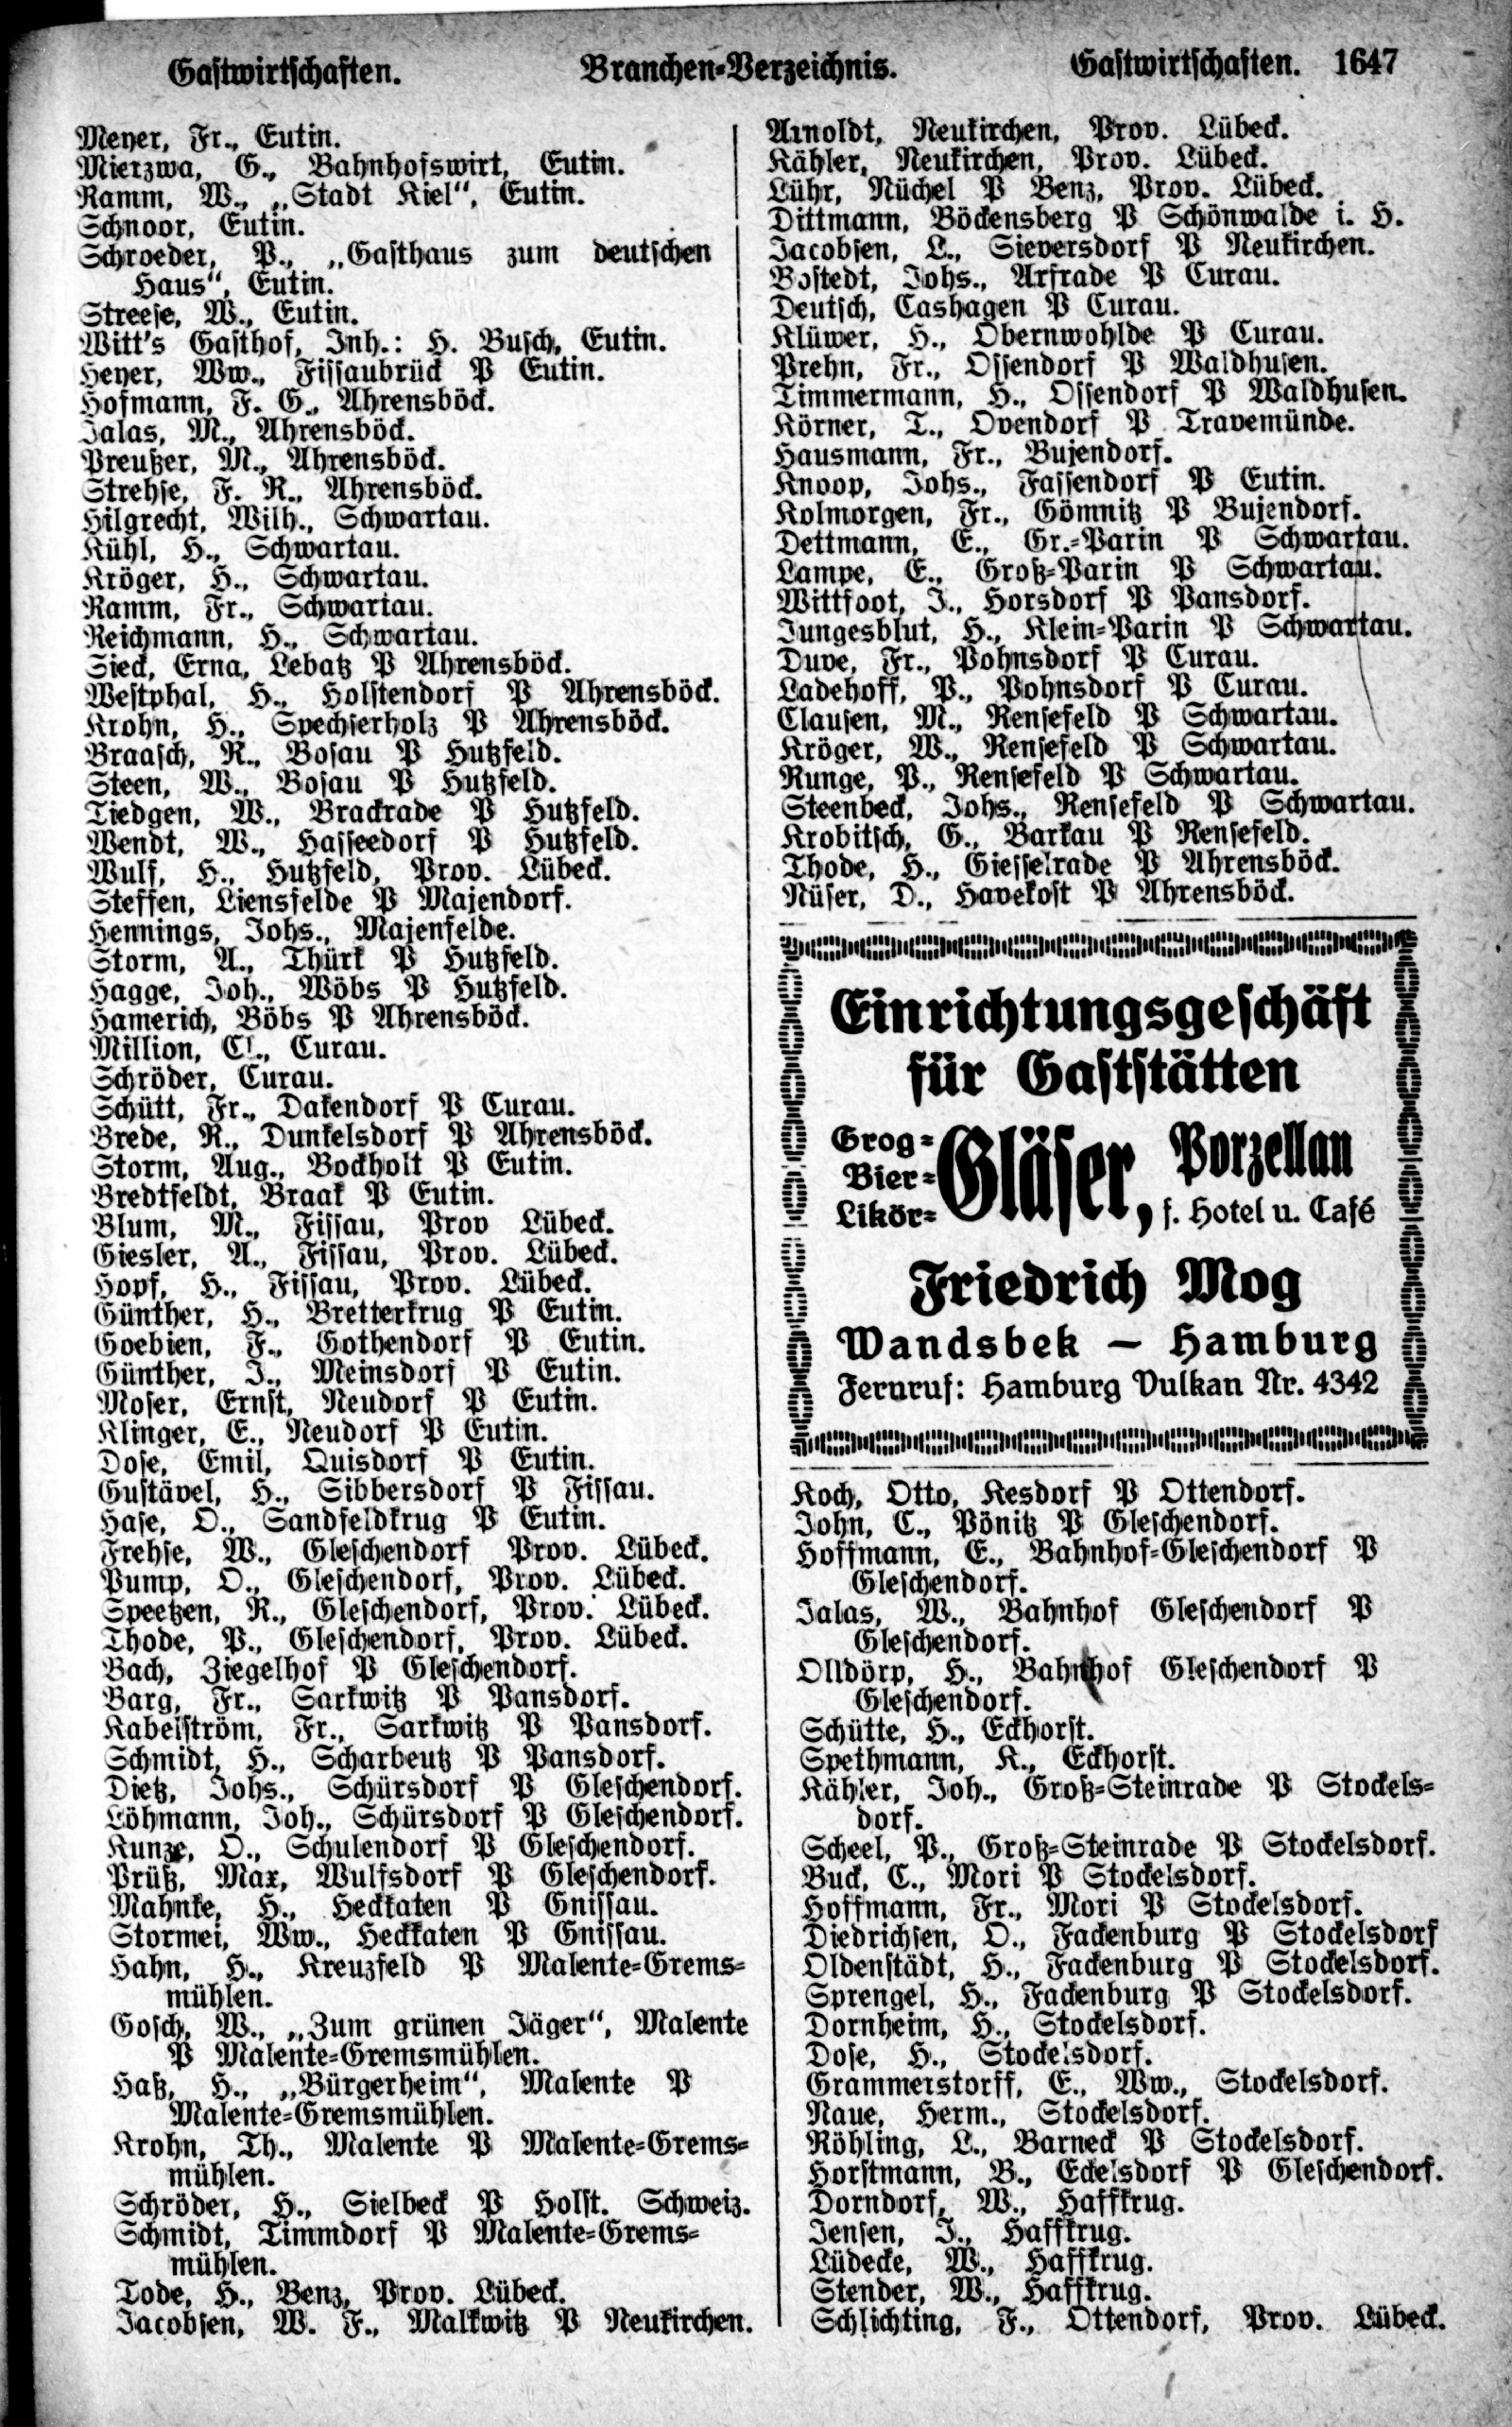 Gastwirtschaften.
Branchen-Verzeichnis.
Gastwirtschaften. 1647
Meyer, Fr., Eutin.
Mierzwa, G., Bahnhofswirt, Eutin.
Ramm, W., „Stadt Kiel“, Eutin.
Schnoor, Eutin.
Schroeder, P., „Gasthaus zum deutschen
Haus“, Eutin.
Streese, W., Eutin.
Witt's Gasthof, Inh.: H. Busch, Eutin.
Heyer, Ww., Fissaubrück P Eutin.
Hofmann, F. G., Ahrensböck.
Jalas, M., Ahrensböck.
Preußer, M., Ahrensböck.
Strehse, F. R., Ahrensböck.
Hilgrecht, Wilh., Schwartau.
Kühl, H., Schwartau.
Kröger, H., Schwartau.
Ramm, Fr., Schwartau.
Reichmann, H., Schwartau.
Sieck, Erna, Lebatz P Ahrensböck.
Westphal, H., Holstendorf P Ahrensböck.
Krohn, H., Spechserholz P Ahrensböck.
Braasch, R., Bosau P Hutzfeld.
Steen, W., Bosau P Hutzfeld.
Tiedgen, W., Brackrade P Hutzfeld.
Wendt, W., Hasseedorf P Hutzfeld.
Wulf, H., Hutzfeld, Prov. Lübeck.
Steffen, Liensfelde P Majendorf.
Hennings, Johs., Majenfelde.
Storm, A., Thürk P Hutzfeld.
Hagge, Joh., Wöbs P Hutzfeld.
Hamerich, Böbs P Ahrensböck.
Million, Cl., Curau.
Schröder, Curau.
Schütt, Fr., Dakendorf P Curau.
Brede, R., Dunkelsdorf P Ahrensböck.
Storm, Aug., Bockholt P Eutin.
Bredtfeldt, Braak P Eutin.
Blum, M., Fissau, Prov Lübeck.
Giesler, A., Fissau, Prov. Lübeck.
Hopf, H., Fissau, Prov. Lübeck.
Günther, H., Bretterkrug P Eutin.
Goebien, F., Gothendorf P Eutin.
Günther, J., Meinsdorf P Eutin.
Moser, Ernst, Neudorf P Eutin.
Klinger, E., Neudorf P Eutin.
Dose, Emil, Quisdorf P Eutin.
Gustävel, H., Sibbersdorf P Fissau.
Hase, O., Sandfeldkrug P Eutin.
Frehse, W., Gleschendorf Prov. Lübeck.
Pump, O., Gleschendorf, Prov. Lübeck.
Speetzen, R., Gleschendorf, Prov. Lübeck.
Thode, P., Gleschendorf, Prov. Lübeck.
Bach, Ziegelhof P Gleschendorf.
Barg, Fr., Sarkwitz P Pansdorf.
Kabelström, Fr., Sarkwitz P Pansdorf.
Schmidt, H., Scharbeutz P Pansdorf.
Dietz, Johs., Schürsdorf P Gleschendorf.
Löhmann, Joh., Schürsdorf P Gleschendorf.
Kunze, O., Schulendorf P Gleschendorf.
Prüß, Max, Wulfsdorf P Gleschendorf.
Mahnke, H., Heckkaten P Gnissau.
Stormei, Ww., Heckkaten P Gnissau.
Hahn, H., Kreuzfeld P Malente-Grems-
mühlen.
Gosch, W., „Zum grünen Jäger“, Malente
P Malente-Gremsmühlen.
Haß, H., „Bürgerheim“, Malente P
Malente-Gremsmühlen.
Krohn, Th., Malente P Malente-Grems-
mühlen.
Schröder, H., Sielbeck P Holst. Schweiz.
Schmidt, Timmdorf P Malente-Grems-
mühlen.
Tode, H., Benz, Prov. Lübeck.
Jacobsen, W. F., Malkwitz P Neukirchen.
Arnoldt, Neukirchen, Prov. Lübeck.
Kähler, Neukirchen, Prov. Lübeck.
Lühr, Nüchel P Benz, Prov. Lübeck.
Dittmann, Böckensberg P Schönwalde i. H.
Jacobsen, L., Sieversdorf P Neukirchen.
Bostedt, Johs., Arfrade P Curau.
Deutsch, Cashagen P Curau.
Klüwer, H., Obernwohlde P Curau.
Prehn, Fr., Ossendorf P Waldhusen.
Timmermann, H., Ossendorf P Waldhusen.
Körner, T., Ovendorf P Travemünde.
Hausmann, Fr., Bujendorf.
Knoop, Johs., Fassendorf P Eutin.
Kolmorgen, Fr., Gömnitz P Bujendorf.
Dettmann, E., Gr.-Parin P Schwartau.
Lampe, E., Groß-Parin P Schwartau.
Wittfoot, J., Horsdorf P Pansdorf.
Jungesblut, H., Klein-Parin P Schwartau.
Duve, Fr., Pohnsdorf P Curau.
Ladehoff, P., Pohnsdorf P Curau.
Clausen, M., Rensefeld P Schwartau.
Kröger, W., Rensefeld P Schwartau.
Runge, P., Rensefeld P Schwartau.
Steenbeck, Johs., Rensefeld P Schwartau.
Krobitsch, G., Barkau P Rensefeld.
Thode, H., Giesselrade P Ahrensböck.
Nüser, D., Havekost P Ahrensböck.
Einrichtungsgeschäft
für Gaststätten
Grog-
Bier-
Likör-
Gläser, Porzellan
f. Hotel u. Café
Friedrich Mog
Wandsbek — Hamburg
Fernruf: Hamburg Vulkan Nr. 4342
Koch, Otto, Kesdorf P Ottendorf.
John, C., Pönitz P Gleschendorf.
Hoffmann, E., Bahnhof-Gleschendorf P
Gleschendorf.
Jalas, W., Bahnhof Gleschendorf P
Gleschendorf.
Olldörp, H., Bahnhof Gleschendorf P
Gleschendorf.
Schütte, H., Eckhorst.
Spethmann, K., Eckhorst.
Kähler, Joh., Groß-Steinrade P Stockels-
dorf.
Scheel, P., Groß-Steinrade P Stockelsdorf.
Buck, C., Mori P Stockelsdorf.
Hoffmann, Fr., Mori P Stockelsdorf.
Diedrichsen, O., Fackenburg P Stockelsdorf
Oldenstädt, H., Fackenburg P Stockelsdorf.
Sprengel, H., Fackenburg P Stockelsdorf.
Dornheim, H., Stockelsdorf.
Dose, H., Stockelsdorf.
Grammerstorff, E., Ww., Stockelsdorf.
Naue, Herm., Stockelsdorf.
Röhling, L., Barneck P Stockelsdorf.
Horstmann, B., Eckelsdorf P Gleschendorf.
Dorndorf, W., Haffkrug.
Jensen, J., Haffkrug.
Lüdecke, W., Haffkrug.
Stender, W., Haffkrug.
Schlichting, F., Ottendorf, Prov. Lübeck.